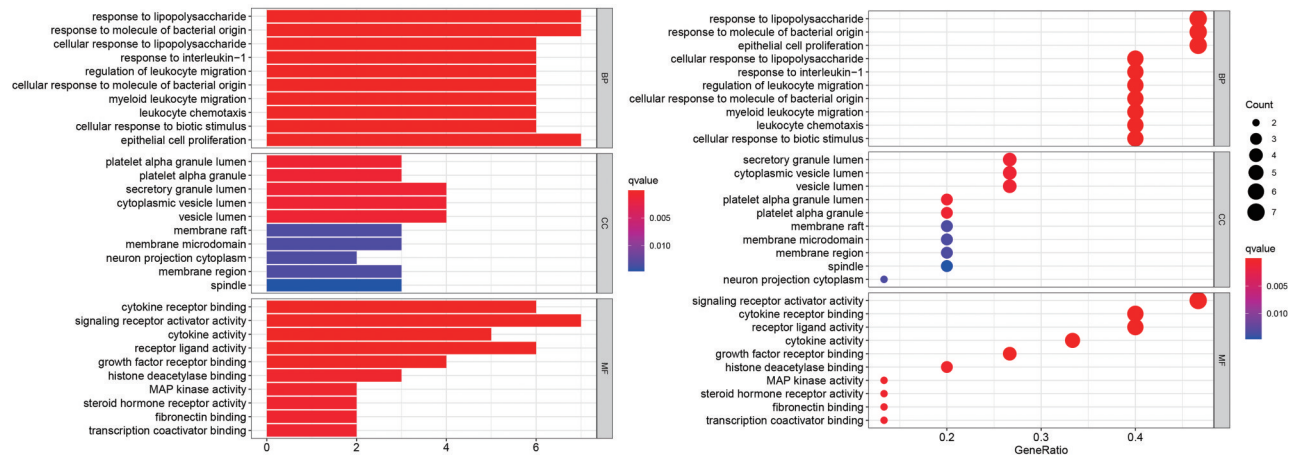 response to lipopolysaccharide
response to molecule of bacterial origin
cellular response to lipopolysaccharide
response to interleukin-1
regulation of leukocyte migration
cellular response to molecule of bacterial origin
myeloid leukocyte migration
leukocyte chemotaxis
cellular response to biotic stimulus
epithelial cell proliferation
BP
platelet alpha granule lumen
platelet alpha granule
secretory granule lumen
cytoplasmic vesicle lumen
vesicle lumen
membrane raft
membrane microdomain
neuron projection cytoplasm
membrane region
spindle
CC
cytokine receptor binding
signaling receptor activator activity
cytokine activity
receptor ligand activity
growth factor receptor binding
histone deacetylase binding
MAP kinase activity
steroid hormone receptor activity
fibronectin binding
transcription coactivator binding
MF
0 2 4 6
qvalue
0.005
0.010
response to lipopolysaccharide
response to molecule of bacterial origin
epithelial cell proliferation
cellular response to lipopolysaccharide
response to interleukin-1
regulation of leukocyte migration
cellular response to molecule of bacterial origin
myeloid leukocyte migration
leukocyte chemotaxis
cellular response to biotic stimulus
BP
secretory granule lumen
cytoplasmic vesicle lumen
vesicle lumen
platelet alpha granule lumen
platelet alpha granule
membrane raft
membrane microdomain
membrane region
spindle
neuron projection cytoplasm
CC
signaling receptor activator activity
cytokine receptor binding
receptor ligand activity
cytokine activity
growth factor receptor binding
histone deacetylase binding
MAP kinase activity
steroid hormone receptor activity
fibronectin binding
transcription coactivator binding
MF
0.2 0.3 0.4
GeneRatio
Count
2
3
4
5
6
7
qvalue
0.005
0.010